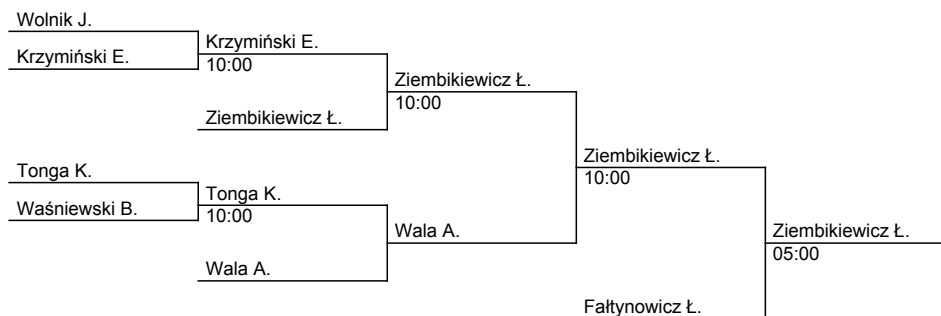 Wolnik J.
Krzymiński E.
Krzymiński E.
10:00
Ziembikiewicz Ł.
10:00
Ziembikiewicz Ł.
Ziembikiewicz Ł.
10:00
Tonga K.
Waśniewski B.
Tonga K.
10:00
Wala A.
Wala A.
Ziembikiewicz Ł.
05:00
Fałtynowicz Ł.